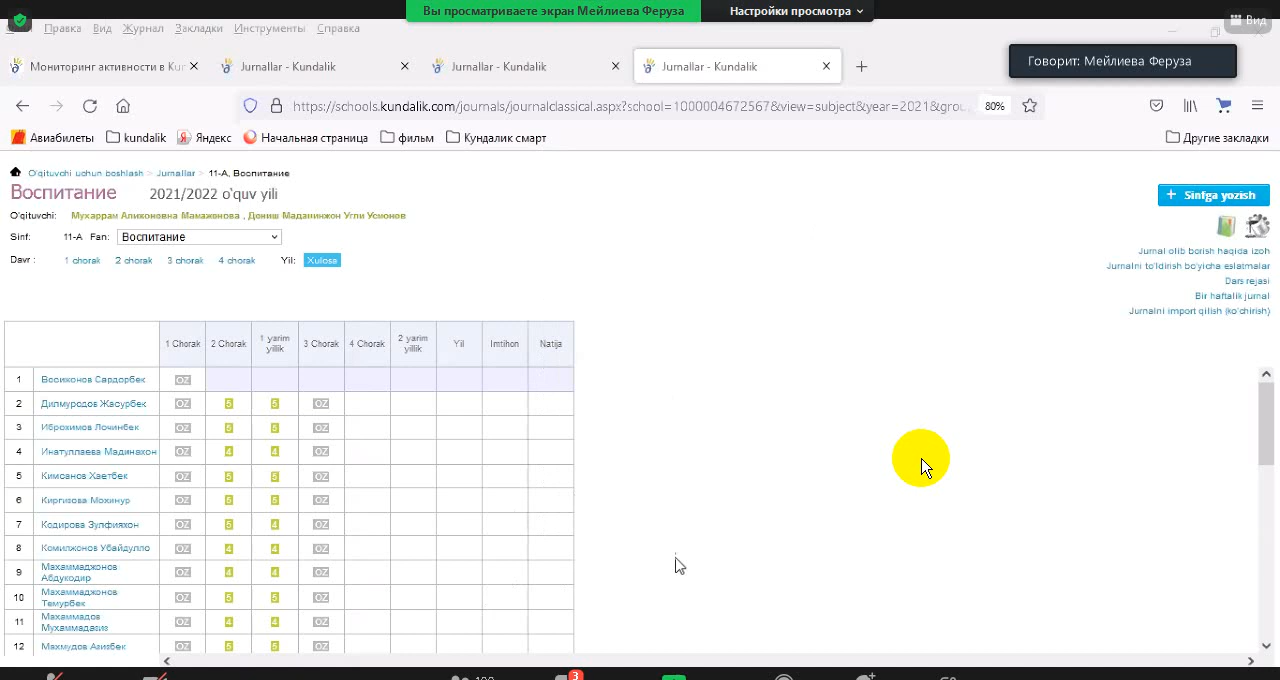 Вы просматриваете экран Мейлиева Феруза
Настройки просмотра
Вид
Правка Вид Журнал Закладки Инструменты Справка
Мониторинг активности в Kun
Jurnallar - Kundalik
Jurnallar - Kundalik
Jurnallar - Kundalik
Говорит: Мейлиева Феруза
https://schools.kundalik.com/journals/journalclassical.aspx?school=1000004672567&view=subject&year=2021&grou
80%
Авиабилеты kundalik Яндекс Начальная страница фильм Кундалик смарт Другие закладки
O'qituvchi uchun boshlash > Jurnallar > 11-A, Воспитание
Воспитание 2021/2022 o'quv yili
+ Sinfga yozish
O'qituvchi: Мухаррам Алихоновна Мамажонова , Дониш Маданинжон Угли Усмонов
Sinf: 11-A Fan: Воспитание
Davr : 1 chorak 2 chorak 3 chorak 4 chorak Yil: Xulosa
Jurnal olib borish haqida izoh
Jurnalni to'ldirish bo'yicha eslatmalar
Dars rejasi
Bir haftalik jurnal
Jurnalni import qilish (ko'chirish)
1 Chorak 2 Chorak 1 yarim yillik 3 Chorak 4 Chorak 2 yarim yillik Yil Imtihon Natija
1 Восижонов Сардорбек OZ
2 Дилмуродов Жасурбек OZ 5 5 OZ
3 Иброхимов Лочинбек OZ 5 5 OZ
4 Инатуллаева Мадинахон OZ 4 4 OZ
5 Кимсанов Хаетбек OZ 5 5 OZ
6 Киргизова Мохинур OZ 5 5 OZ
7 Кодирова Зулфияхон OZ 5 4 OZ
8 Комилжонов Убайдулло OZ 4 4 OZ
9 Махаммаджонов Абдукодир OZ 4 4 OZ
10 Махаммаджонов Темурбек OZ 5 5 OZ
11 Махаммадов Мухаммадазиз OZ 4 4 OZ
12 Махмудов Азизбек OZ 5 5 OZ
100
3